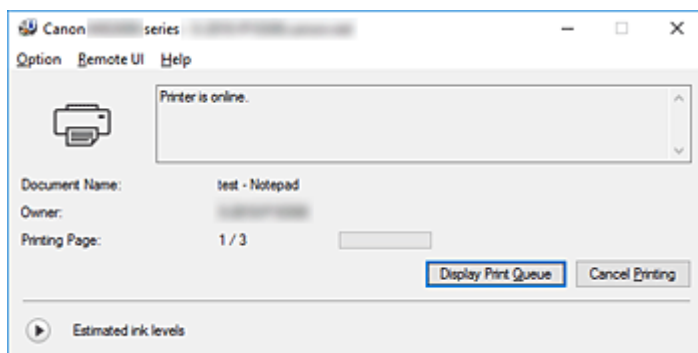 Canon series
Option Remote UI Help
Printer is online.
Document Name: test - Notepad
Owner:
Printing Page: 1 / 3
Display Print Queue Cancel Printing
Estimated ink levels